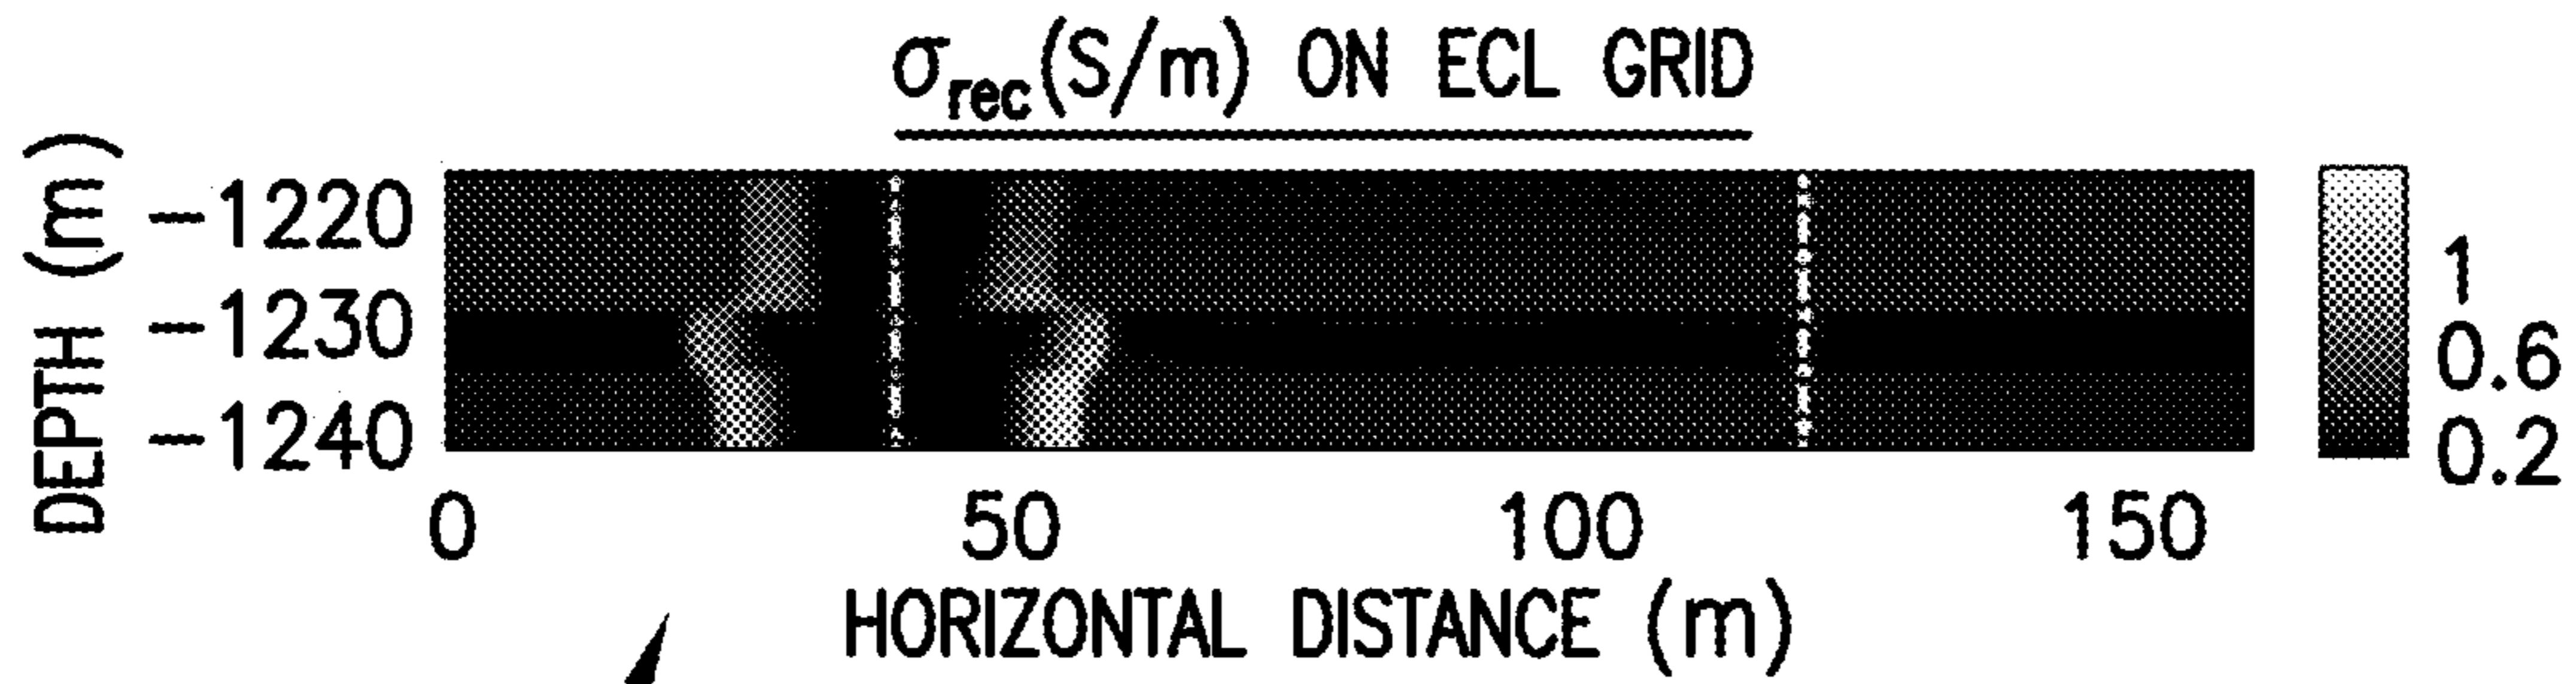 σrec(S/m) ON ECL GRID
DEPTH (m)
-1220
-1230
-1240
1
0.6
0.2
0 50 100 150
HORIZONTAL DISTANCE (m)